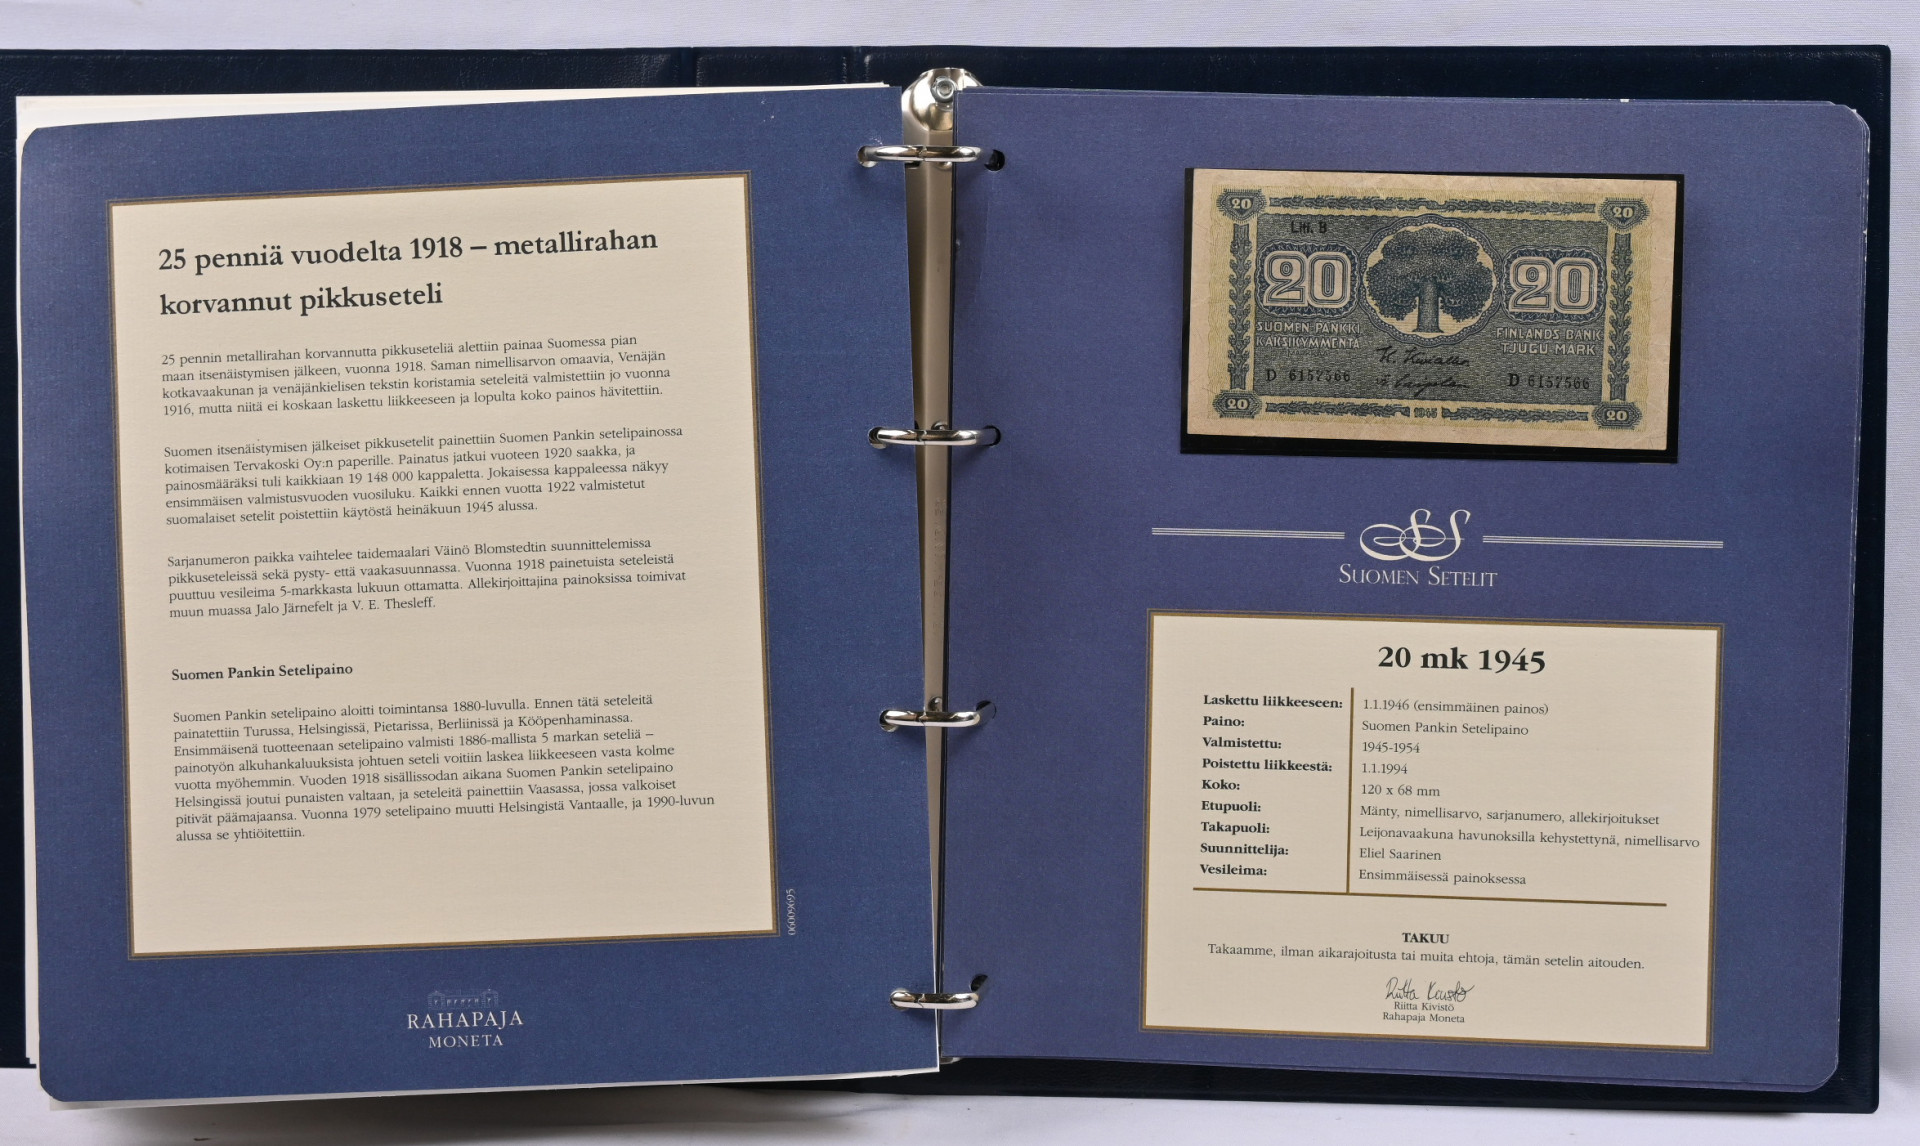 25 penniä vuodelta 1918 – metallirahan
korvannut pikkuseteli
25 pennin metallirahan korvannutta pikkuseteliä alettiin painaa Suomessa pian
maan itsenäistymisen jälkeen, vuonna 1918. Saman nimellisarvon omaavia, Venäjän
kotkavaakunan ja venäjänkielisen tekstin koristamia seteleitä valmistettiin jo vuonna
1916, mutta niitä ei koskaan laskettu liikkeeseen ja lopulta koko painos hävitettiin.
Suomen itsenäistymisen jälkeiset pikkusetelit painettiin Suomen Pankin setelipainossa
kotimaisen Tervakoski Oy:n paperille. Painatus jatkui vuoteen 1920 saakka, ja
painosmääräksi tuli kaikkiaan 19 148 000 kappaletta. Jokaisessa kappaleessa näkyy
ensimmäisen valmistusvuoden vuosiluku. Kaikki ennen vuotta 1922 valmistetut
suomalaiset setelit poistettiin käytöstä heinäkuun 1945 alussa.
Sarjanumeron paikka vaihtelee taidemaalari Väinö Blomstedtin suunnittelemissa
pikkuseteleissä sekä pysty- että vaakasuunnassa. Vuonna 1918 painetuista seteleistä
puuttuu vesileima 5-markkasta lukuun ottamatta. Allekirjoittajina painoksissa toimivat
muun muassa Jalo Järnefelt ja V. E. Thesleff.
Suomen Pankin Setelipaino
Suomen Pankin setelipaino aloitti toimintansa 1880-luvulla. Ennen tätä seteleitä
painatettiin Turussa, Helsingissä, Pietarissa, Berliinissä ja Kööpenhaminassa.
Ensimmäisenä tuotteenaan setelipaino valmisti 1886-mallista 5 markan seteliä –
painotyön alkuhankaluuksista johtuen seteli voitiin laskea liikkeeseen vasta kolme
vuotta myöhemmin. Vuoden 1918 sisällissodan aikana Suomen Pankin setelipaino
Helsingissä joutui punaisten valtaan, ja seteleitä painettiin Vaasassa, jossa valkoiset
pitivät päämajaansa. Vuonna 1979 setelipaino muutti Helsingistä Vantaalle, ja 1990-luvun
alussa se yhtiöitettiin.
06009695
RAHAPAJA
MONETA
20 20
Litt. B
20 20
SUOMEN PANKKI FINLANDS BANK
KAKSIKYMMENTÄ TJUGU MARK
D 6157566 D 6157566
20 1945 20
SS
SUOMEN SETELIT
20 mk 1945
Laskettu liikkeeseen: 1.1.1946 (ensimmäinen painos)
Paino: Suomen Pankin Setelipaino
Valmistettu: 1945-1954
Poistettu liikkeestä: 1.1.1994
Koko: 120 x 68 mm
Etupuoli: Mänty, nimellisarvo, sarjanumero, allekirjoitukset
Takapuoli: Leijonavaakuna havunoksilla kehystettynä, nimellisarvo
Suunnittelija: Eliel Saarinen
Vesileima: Ensimmäisessä painoksessa
TAKUU
Takaamme, ilman aikarajoitusta tai muita ehtoja, tämän setelin aitouden.
Riitta Kivistö
Riitta Kivistö
Rahapaja Moneta